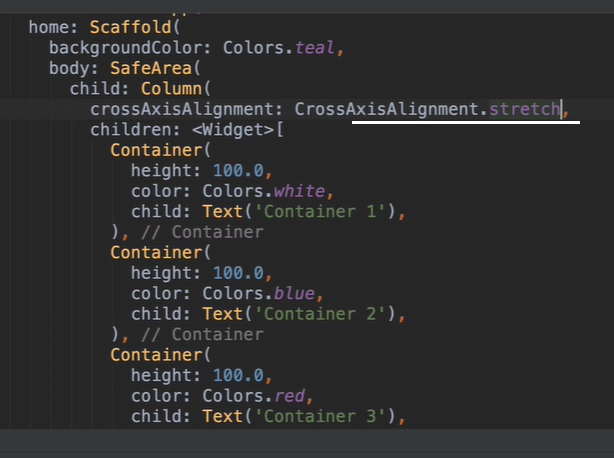 home: Scaffold(
backgroundColor: Colors.teal,
body: SafeArea(
child: Column(
crossAxisAlignment: CrossAxisAlignment.stretch,
children: <Widget>[
Container(
height: 100.0,
color: Colors.white,
child: Text('Container 1'),
), // Container
Container(
height: 100.0,
color: Colors.blue,
child: Text('Container 2'),
), // Container
Container(
height: 100.0,
color: Colors.red,
child: Text('Container 3'),